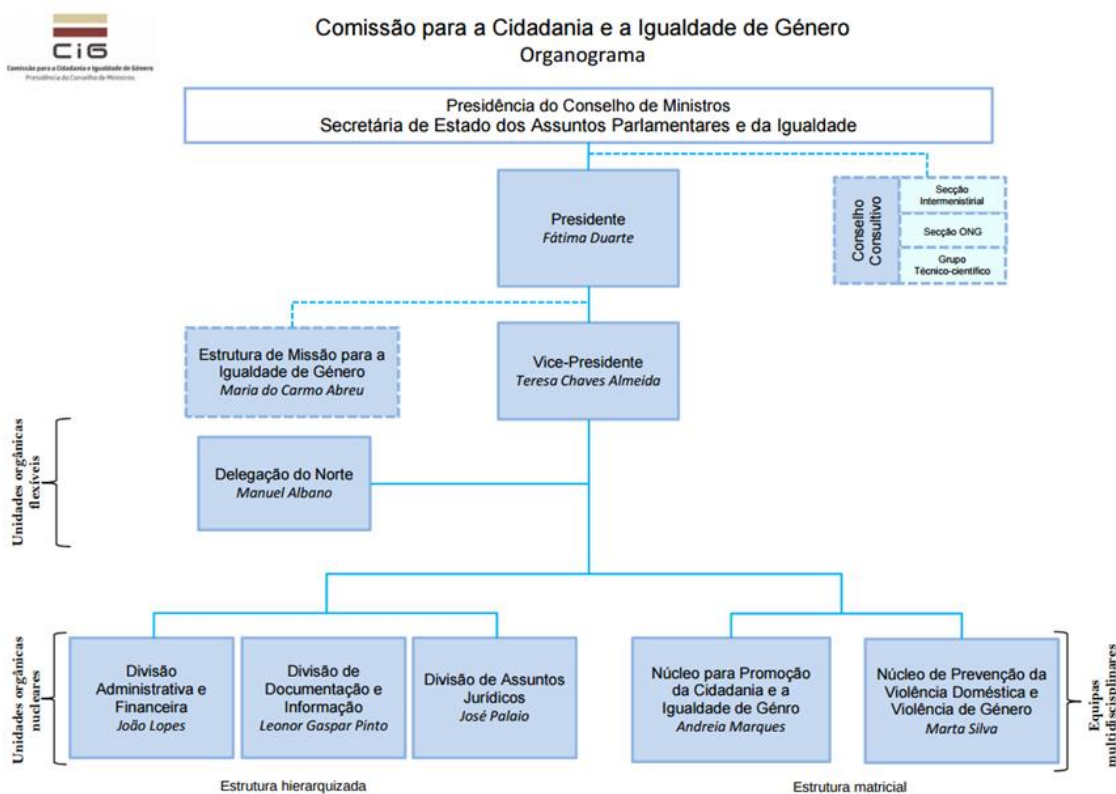 CiG
Comissão para a Cidadania e Igualdade de Género
Presidência do Conselho de Ministros
Comissão para a Cidadania e a Igualdade de Género
Organograma
Presidência do Conselho de Ministros
Secretária de Estado dos Assuntos Parlamentares e da Igualdade
Presidente
Fátima Duarte
Conselho
Consultivo
Secção
Intermenistirial
Secção ONG
Grupo
Técnico-científico
Estrutura de Missão para a
Igualdade de Género
Maria do Carmo Abreu
Vice-Presidente
Teresa Chaves Almeida
Unidades orgânicas
flexíveis
Delegação do Norte
Manuel Albano
Unidades orgânicas
nucleares
Divisão
Administrativa e
Financeira
João Lopes
Divisão de
Documentação e
Informação
Leonor Gaspar Pinto
Divisão de Assuntos
Jurídicos
José Palaio
Núcleo para Promoção
da Cidadania e a
Igualdade de Génro
Andreia Marques
Núcleo de Prevenção da
Violência Doméstica e
Violência de Género
Marta Silva
Equipas
multidiscisplinares
Estrutura hierarquizada
Estrutura matricial